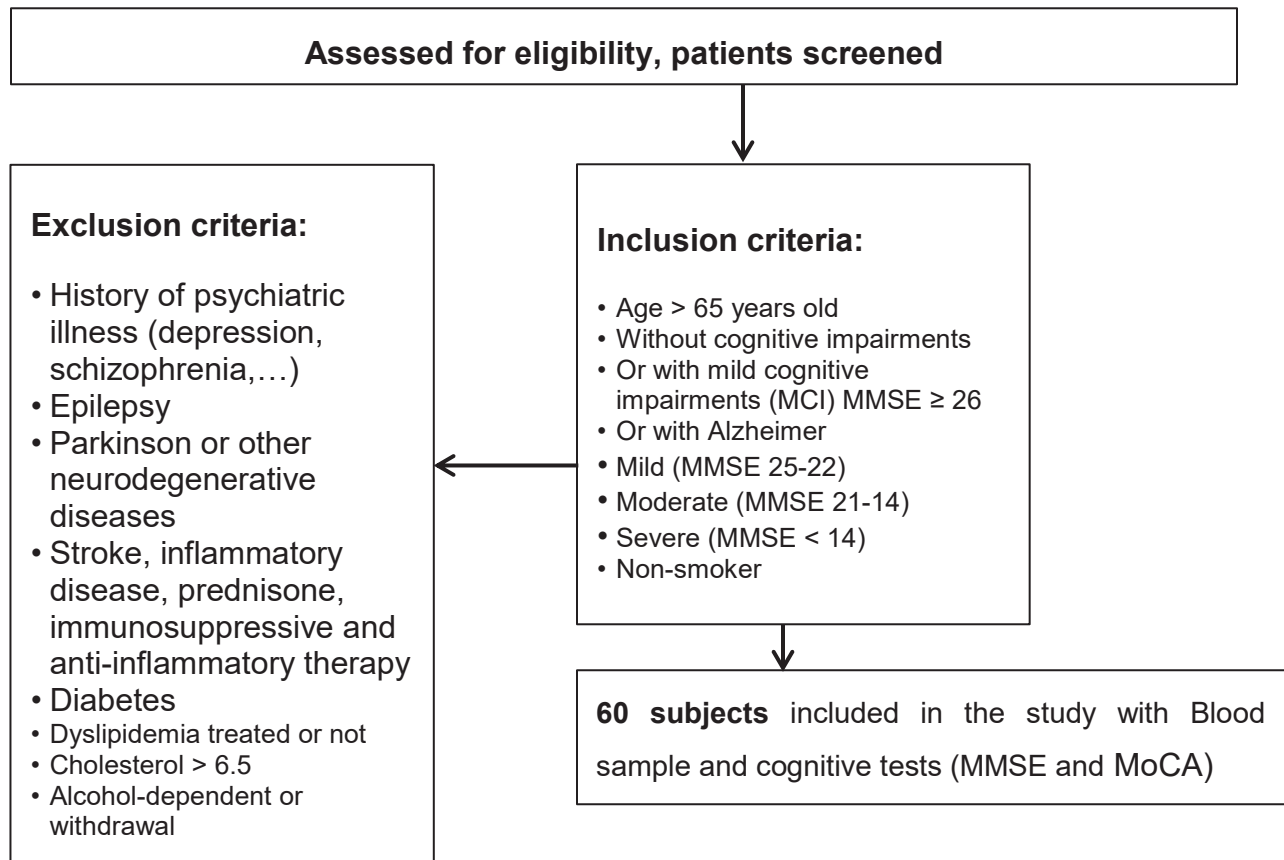 Assessed for eligibility, patients screened
Exclusion criteria:
• History of psychiatric
illness (depression,
schizophrenia,…)
• Epilepsy
• Parkinson or other
neurodegenerative
diseases
• Stroke, inflammatory
disease, prednisone,
immunosuppressive and
anti-inflammatory therapy
• Diabetes
• Dyslipidemia treated or not
• Cholesterol > 6.5
• Alcohol-dependent or
withdrawal
Inclusion criteria:
• Age > 65 years old
• Without cognitive impairments
• Or with mild cognitive
impairments (MCI) MMSE ≥ 26
• Or with Alzheimer
• Mild (MMSE 25-22)
• Moderate (MMSE 21-14)
• Severe (MMSE < 14)
• Non-smoker
60 subjects included in the study with Blood
sample and cognitive tests (MMSE and MoCA)